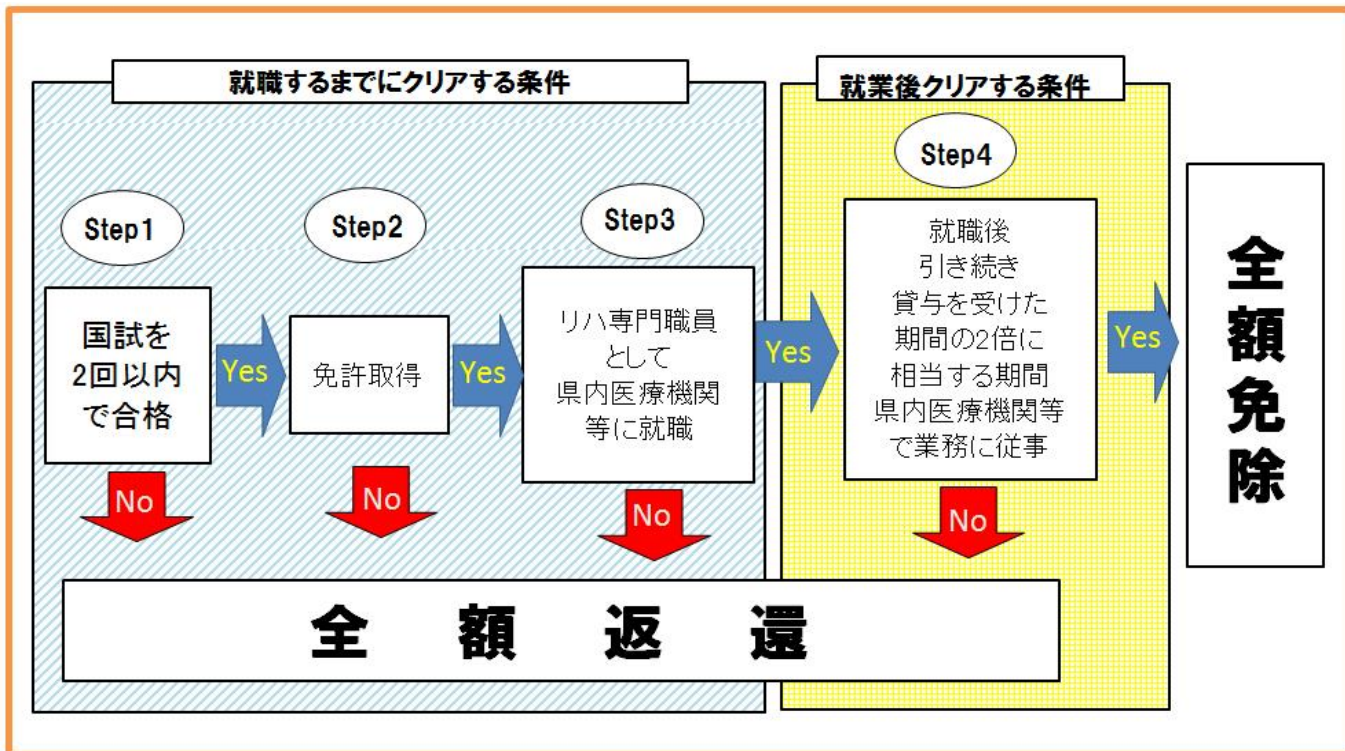 就職するまでにクリアする条件
就業後クリアする条件
Step1
国試を
2回以内
で合格
Yes
No
Step2
免許取得
Yes
No
Step3
リハ専門職員
として
県内医療機関
等に就職
Yes
No
Step4
就職後
引き続き
貸与を受けた
期間の2倍に
相当する期間
県内医療機関等
で業務に従事
Yes
No
全額免除
全額返還